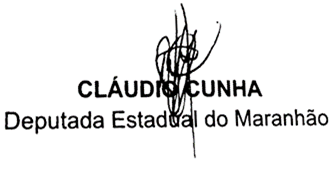 CLÁUDIO CUNHA
Deputada Estadual do Maranhão